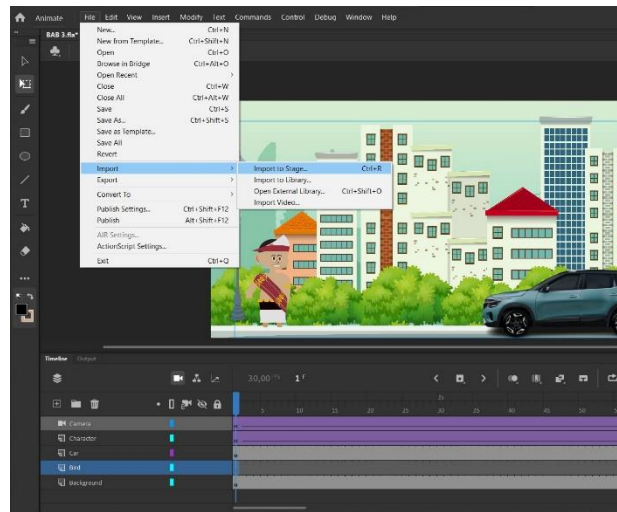 Animate File Edit View Insert Modify Text Commands Control Debug Window Help
BAB 3.fla*
New... Ctrl+N
New from Template... Ctrl+Shift+N
Open Ctrl+O
Browse in Bridge Ctrl+Alt+O
Open Recent
Close Ctrl+W
Close All Ctrl+Alt+W
Save Ctrl+S
Save As... Ctrl+Shift+S
Save as Template...
Save All
Revert
Import
Export
Convert To
Publish Settings... Ctrl+Shift+F12
Publish Alt+Shift+F12
AIR Settings...
ActionScript Settings...
Exit Ctrl+Q
Import to Stage... Ctrl+R
Import to Library...
Open External Library... Ctrl+Shift+O
Import Video...
T
Timeline Output
30,00 FPS 1 F
1s
5 10 15 20 25 30 35 40 45 50
Camera
Character
Car
Bird
Background